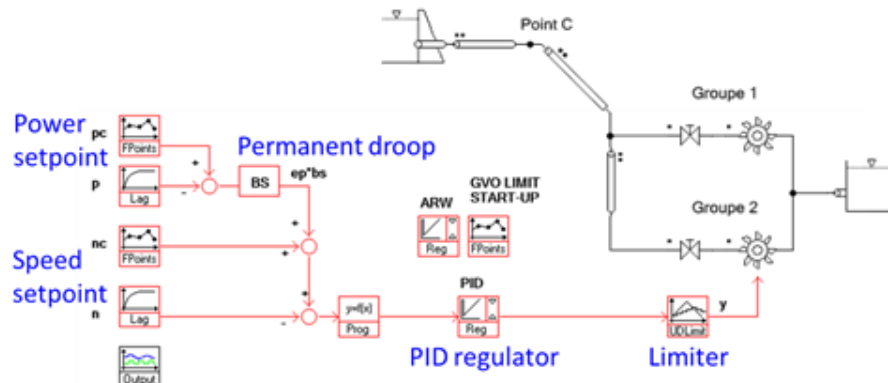 Point C
Groupe 1
Power
setpoint
pc
FPoints
Permanent droop
p
Lag
BS
ep*bs
GVO LIMIT
START-UP
ARW
Reg
FPoints
Groupe 2
nc
FPoints
Speed
setpoint
PID
n
Lag
y=f(x)
Prog
Reg
UDLimit
y
PID regulator
Limiter
Output